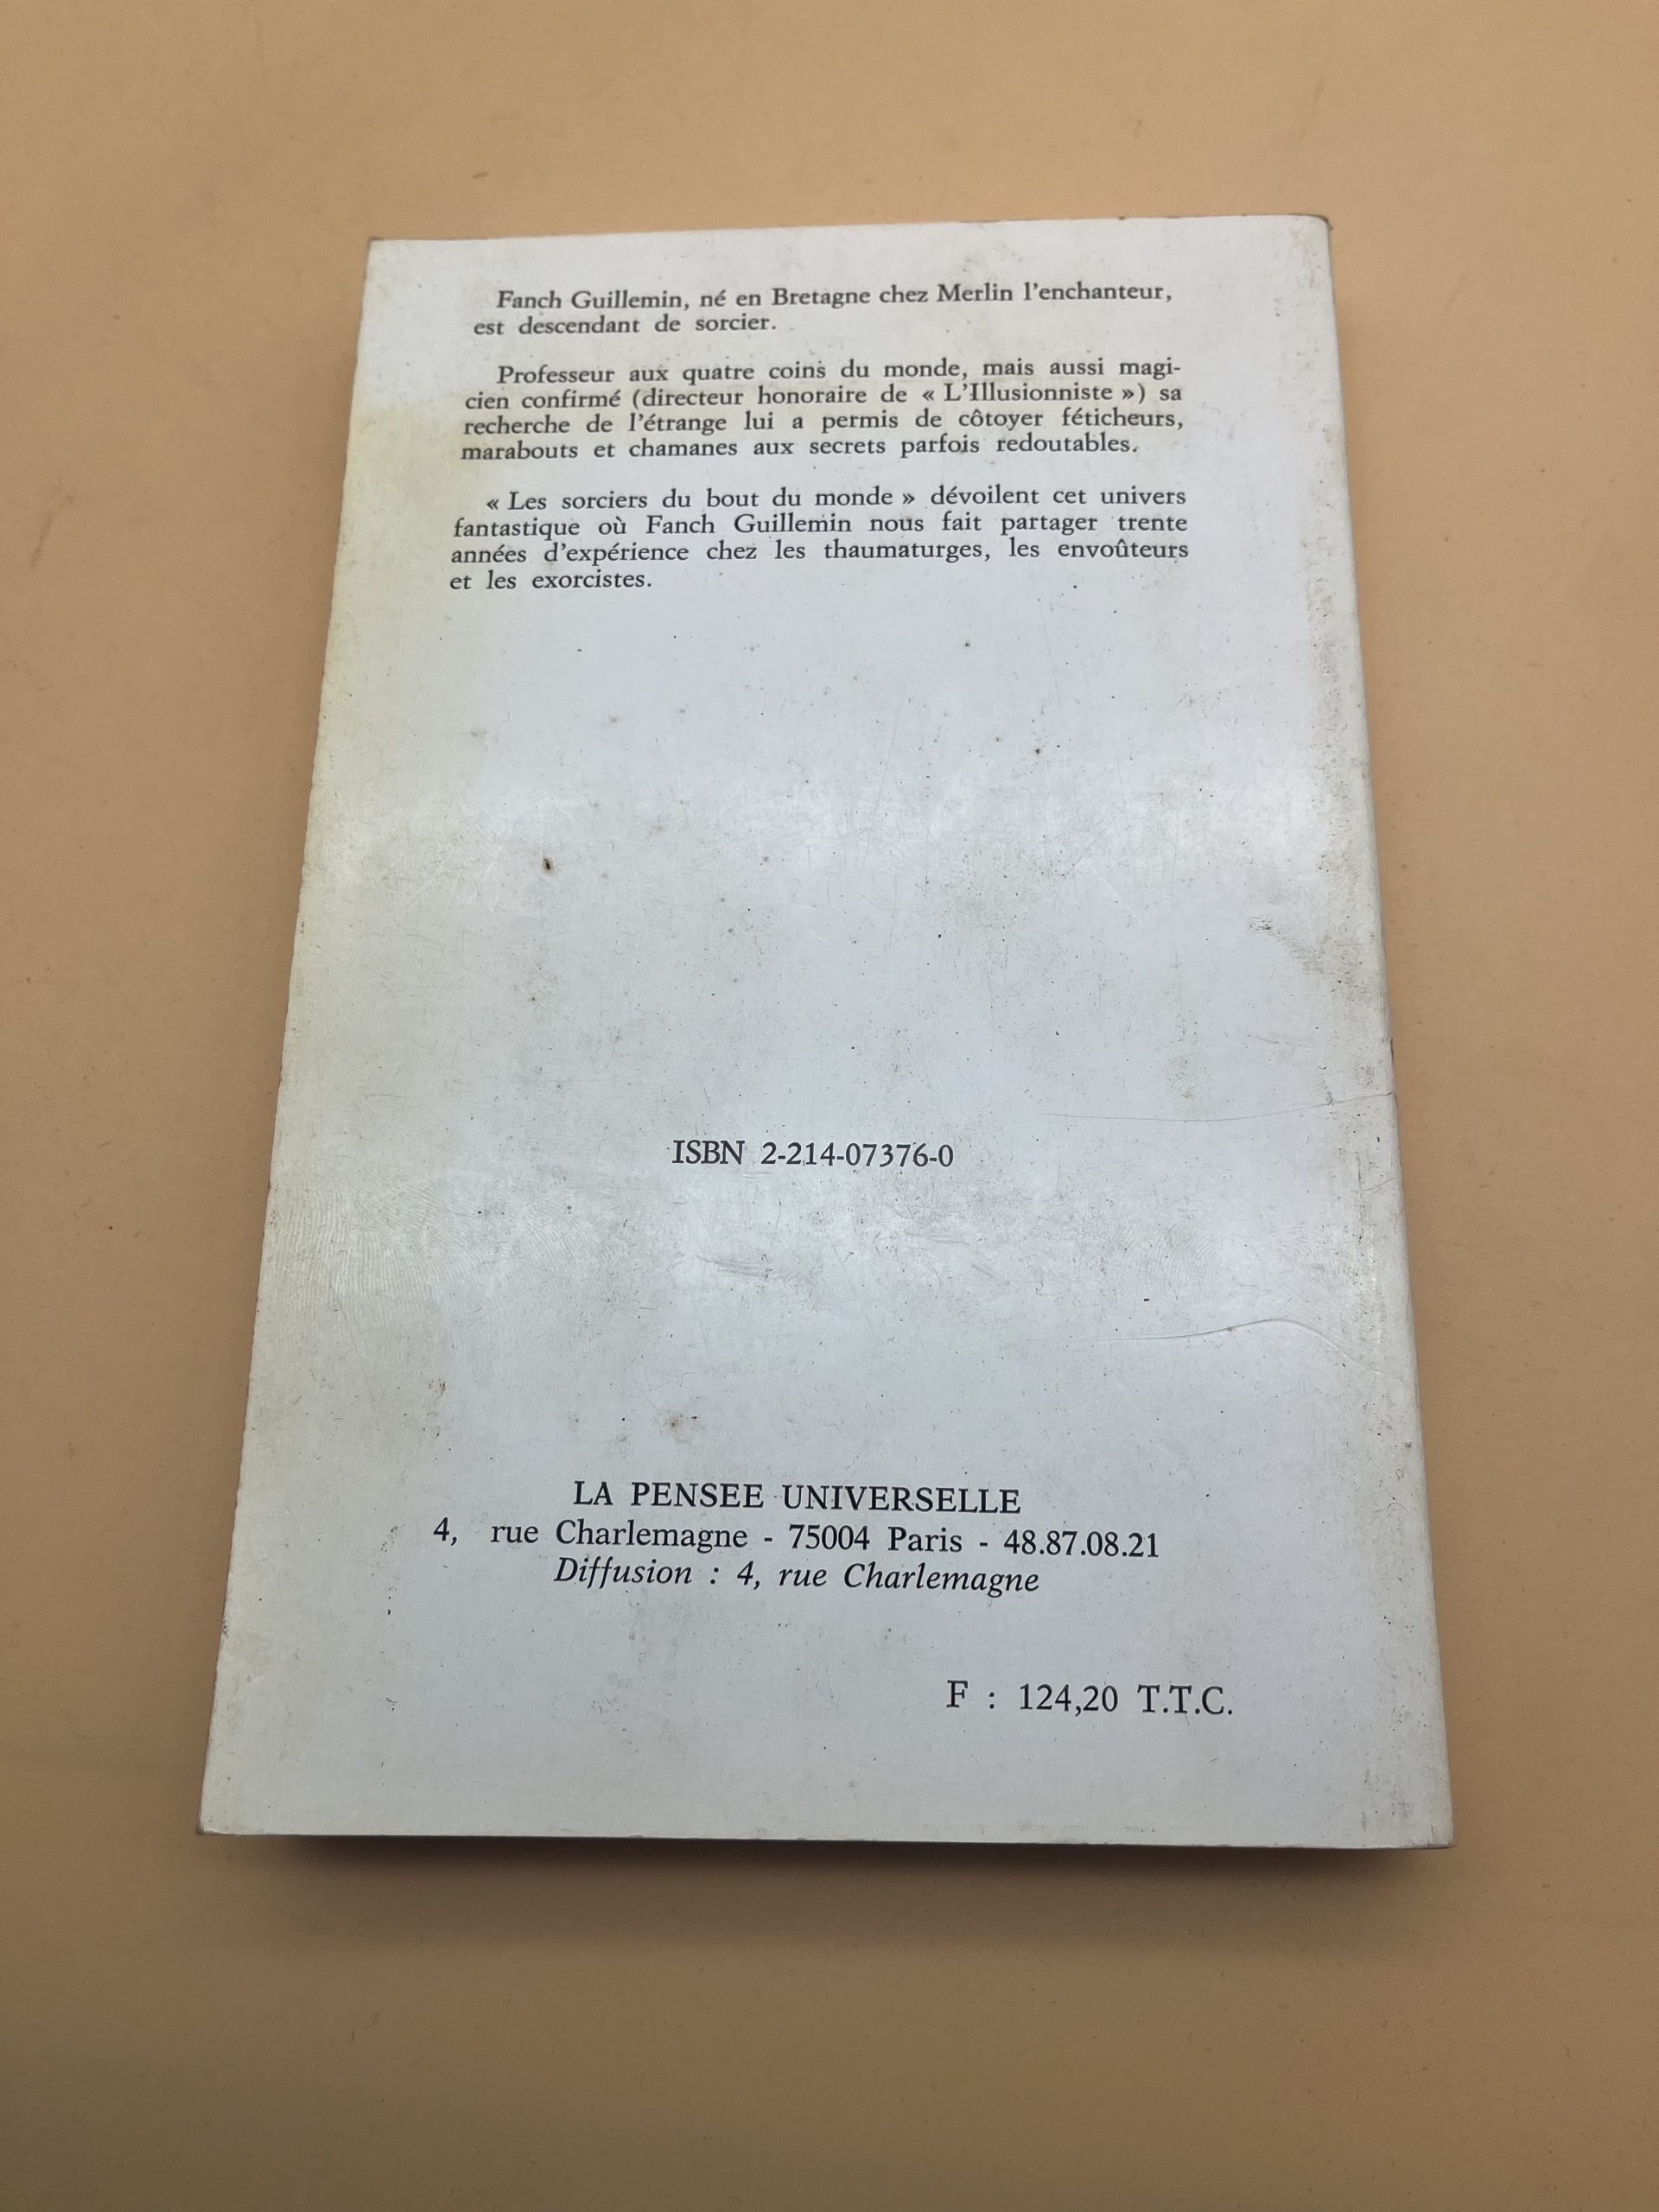 Fanch Guillemin, né en Bretagne chez Merlin l'enchanteur,
est descendant de sorcier.
Professeur aux quatre coins du monde, mais aussi magi-
cien confirmé (directeur honoraire de « L'Illusionniste ») sa
recherche de l'étrange lui a permis de côtoyer féticheurs,
marabouts et chamanes aux secrets parfois redoutables.
« Les sorciers du bout du monde » dévoilent cet univers
fantastique où Fanch Guillemin nous fait partager trente
années d'expérience chez les thaumaturges, les envoûteurs
et les exorcistes.
ISBN 2-214-07376-0
LA PENSEE UNIVERSELLE
4, rue Charlemagne - 75004 Paris - 48.87.08.21
Diffusion : 4, rue Charlemagne
F : 124,20 T.T.C.